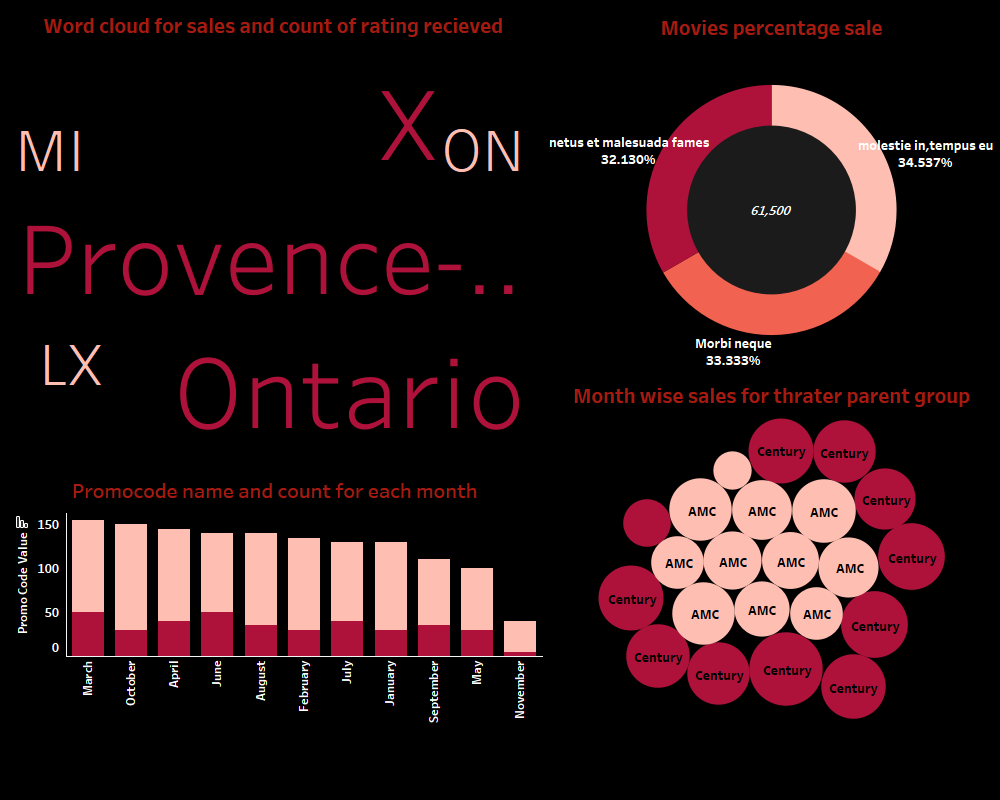 Word cloud for sales and count of rating recieved
MI
X
ON
Provence-..
LX
Ontario
Movies percentage sale
netus et malesuada fames
32.130%
molestie in,tempus eu
34.537%
61,500
Morbi neque
33.333%
Promocode name and count for each month
Promo Code Value
150
100
50
0
March
October
April
June
August
February
July
January
September
May
November
Month wise sales for thrater parent group
Century
Century
Century
AMC
AMC
AMC
Century
AMC
AMC
AMC
AMC
Century
AMC
AMC
AMC
Century
Century
Century
Century
Century